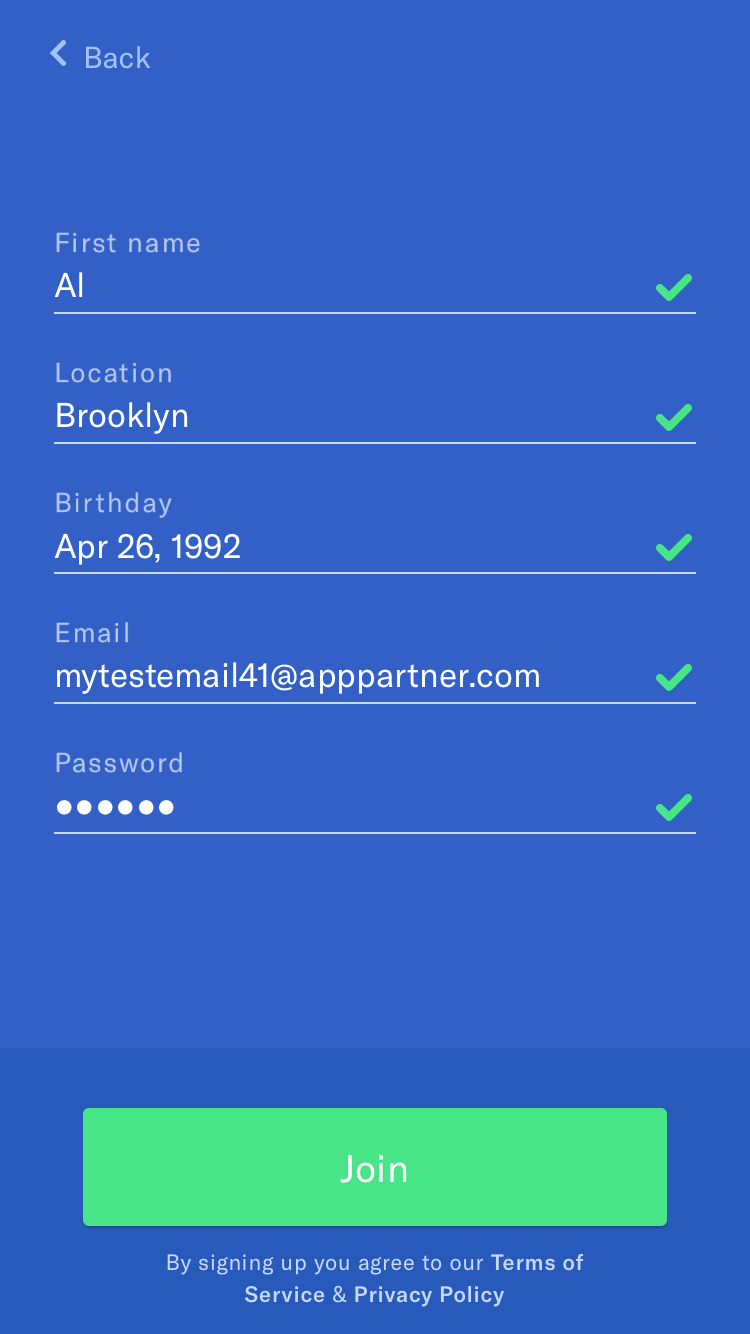 Back
First name
Al
Location
Brooklyn
Birthday
Apr 26, 1992
Email
mytestemail41@apppartner.com
Password
●●●●●●
Join
By signing up you agree to our Terms of
Service & Privacy Policy